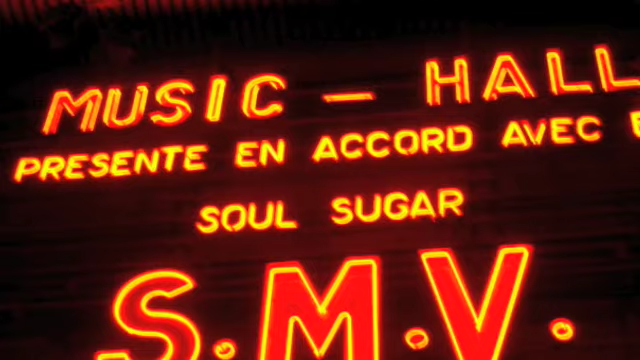 MUSIC - HALL
PRESENTE EN ACCORD AVEC
SOUL SUGAR
S.M.V.